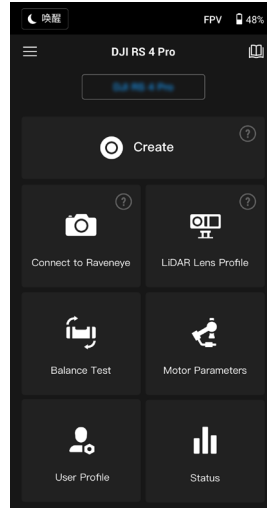 唤醒
FPV 48%
DJI RS 4 Pro
Create
Connect to Raveneye
LiDAR Lens Profile
Balance Test
Motor Parameters
User Profile
Status